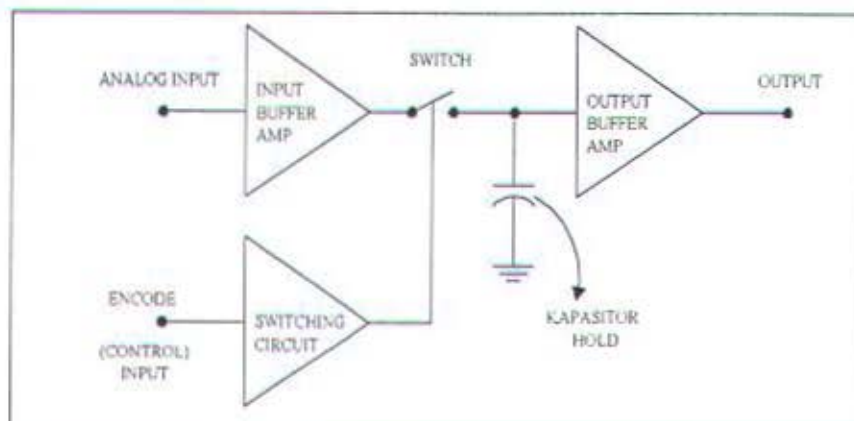 ANALOG INPUT
INPUT
BUFFER
AMP
SWITCH
OUTPUT
BUFFER
AMP
OUTPUT
ENCODE
(CONTROL)
INPUT
SWITCHING
CIRCUIT
KAPASITOR
HOLD